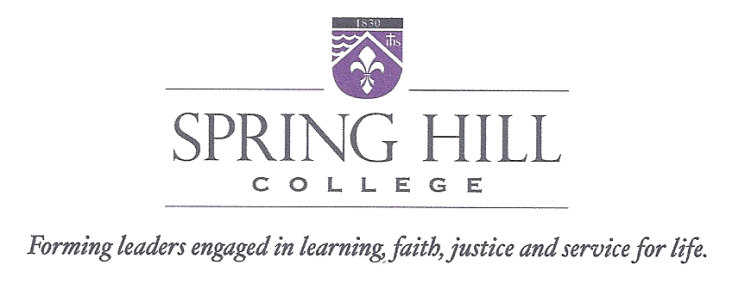 1830
ihs
SPRING HILL
COLLEGE
Forming leaders engaged in learning, faith, justice and service for life.